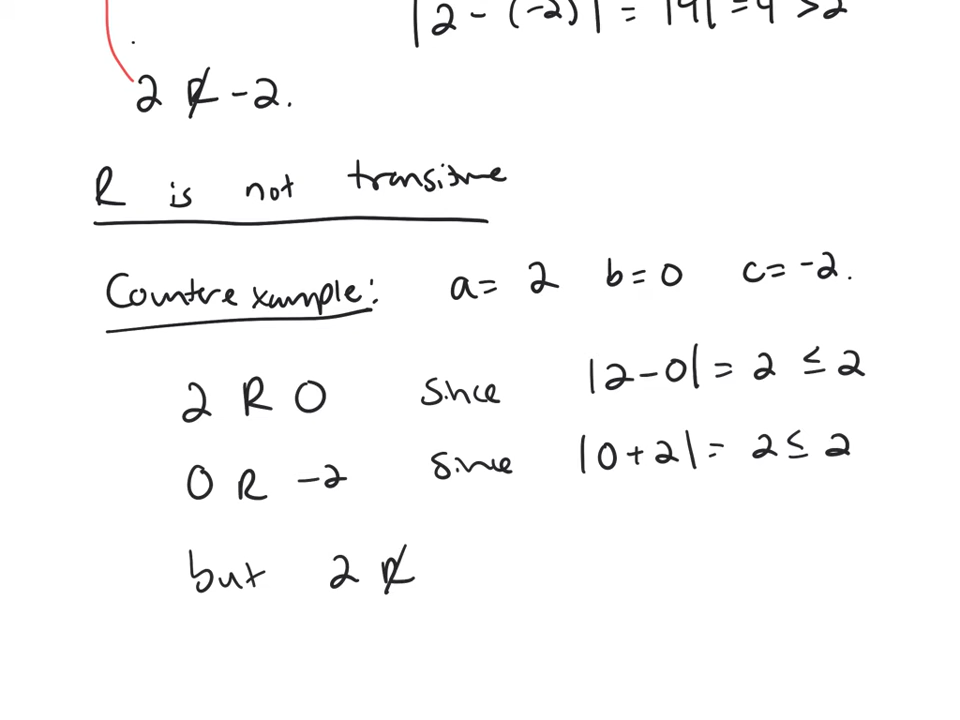 |2 - (-2)| = |4| = 4 > 2
2 R̸ -2.
R is not transitive
Counterexample: a = 2 b = 0 c = -2.
2 R 0 since |2 - 0| = 2 ≤ 2
0 R -2 since |0 + 2| = 2 ≤ 2
but 2 R̸